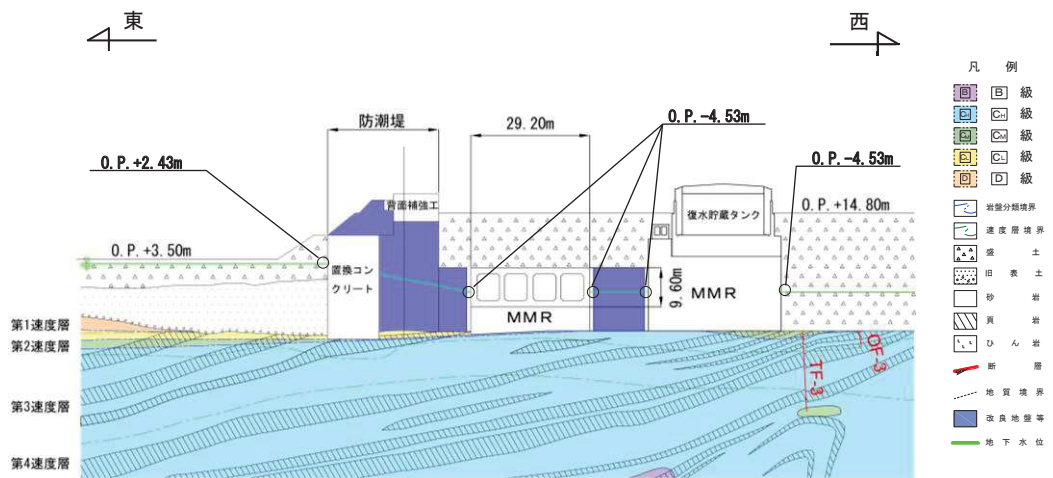 東
西
防潮堤
29.20m
O.P.-4.53m
O.P.+2.43m
O.P.-4.53m
背面補強工
復水貯蔵タンク
O.P.+14.80m
O.P.+3.50m
置換コン
クリート
9.60m
MMR
MMR
第1速度層
第2速度層
第3速度層
第4速度層
TF-3
OF-3
凡 例
B B 級
CH CH 級
CM CM 級
CL CL 級
D D 級
岩盤分類境界
速度層境界
盛 土
旧 表 土
砂 岩
頁 岩
ひ ん 岩
断 層
地 質 境 界
改 良 地 盤 等
地 下 水 位